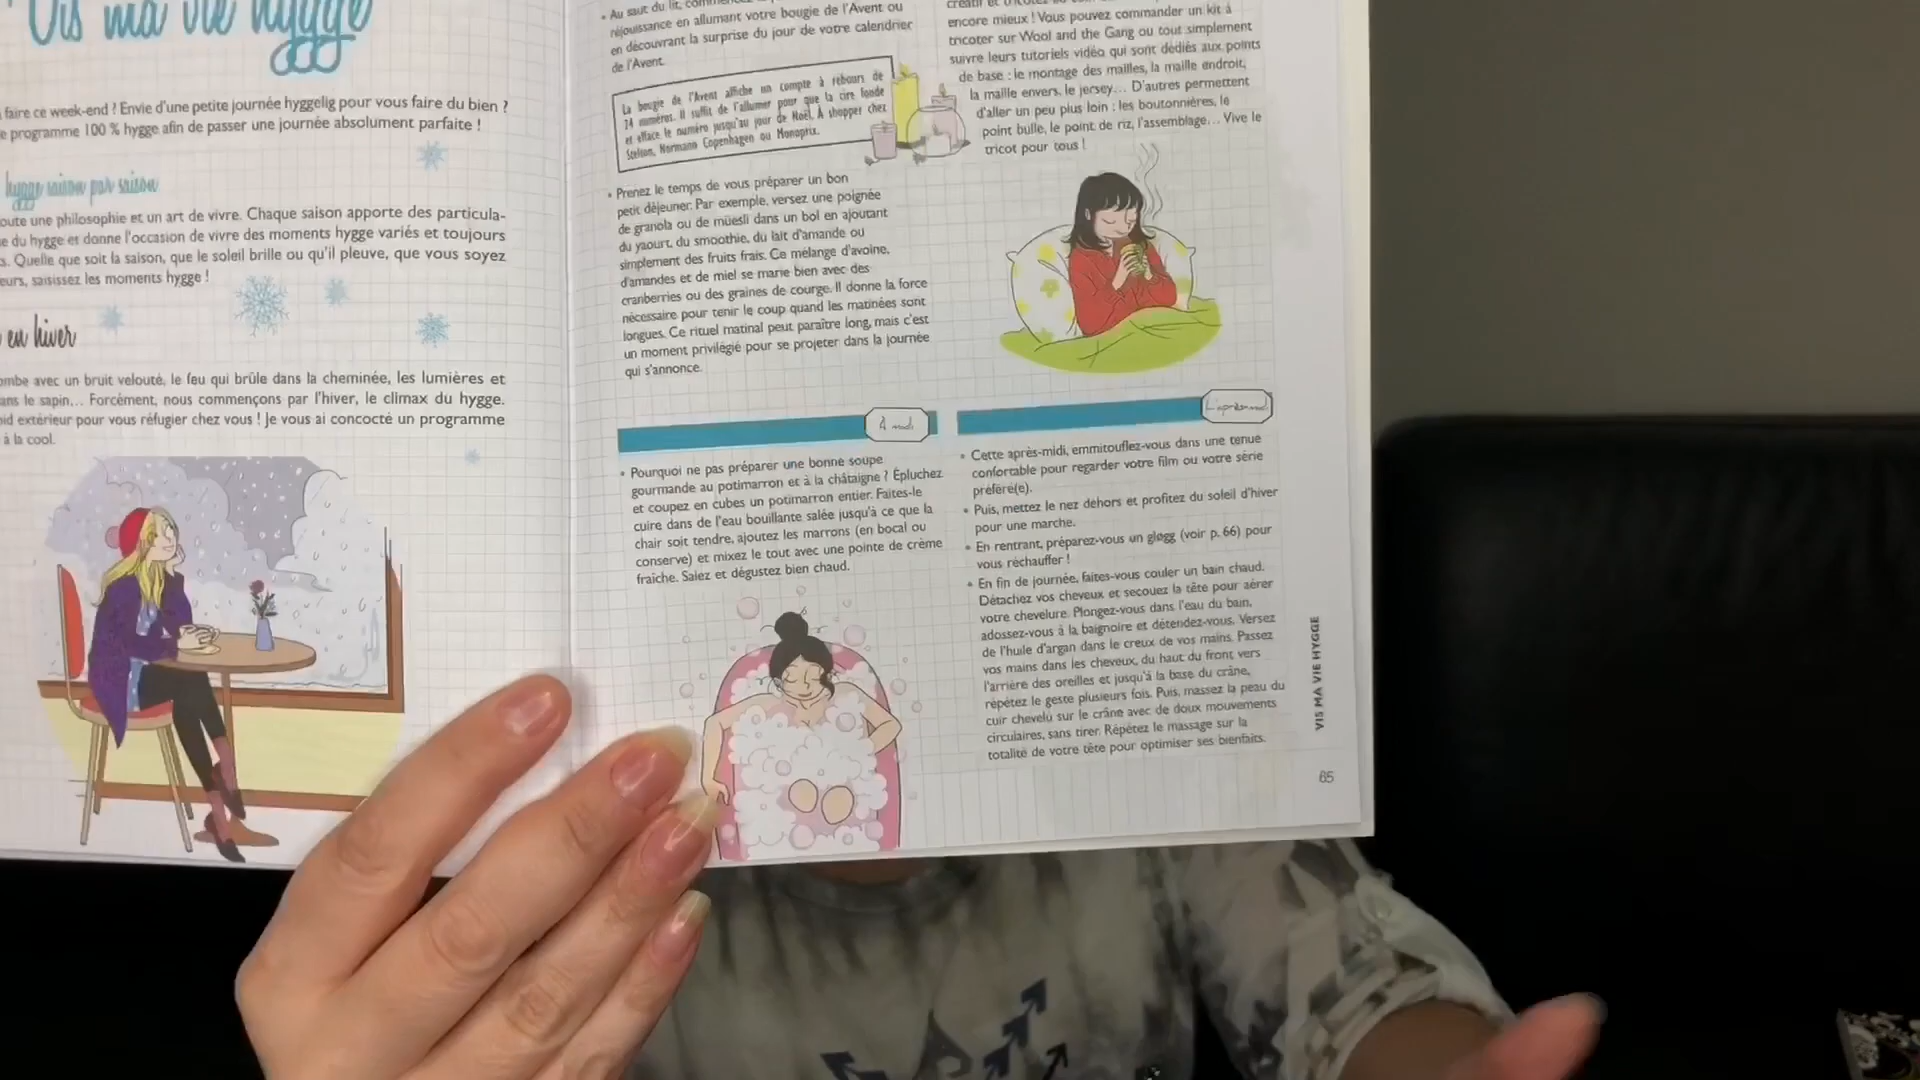 Vis ma vie hygge
faire ce week-end ? Envie d'une petite journée hyggelig pour vous faire du bien ?
programme 100 % hygge afin de passer une journée absolument parfaite !
hygge saison par saison
oute une philosophie et un art de vivre. Chaque saison apporte des particula-
du hygge et donne l'occasion de vivre des moments hygge variés et toujours
s. Quelle que soit la saison, que le soleil brille ou qu'il pleuve, que vous soyez
eurs, saisissez les moments hygge !
en hiver
ombe avec un bruit velouté, le feu qui brûle dans la cheminée, les lumières et
ans le sapin… Forcément, nous commençons par l'hiver, le climax du hygge.
oid extérieur pour vous réfugier chez vous ! Je vous ai concocté un programme
à la cool.
• Au saut du lit,
réjouissance en allumant votre bougie de l'Avent ou
en découvrant la surprise du jour de votre calendrier
de l'Avent.
La bougie de l'Avent affiche un compte à rebours de
24 numéros. Il suffit de l'allumer pour que la cire fonde
et efface le numéro jusqu'au jour de Noël. À shopper chez
Stelton, Normann Copenhagen ou Monoprix.
• Prenez le temps de vous préparer un bon
petit déjeuner. Par exemple, versez une poignée
de granola ou de müesli dans un bol en ajoutant
du yaourt, du smoothie, du lait d'amande ou
simplement des fruits frais. Ce mélange d'avoine,
d'amandes et de miel se marie bien avec des
cranberries ou des graines de courge. Il donne la force
nécessaire pour tenir le coup quand les matinées sont
longues. Ce rituel matinal peut paraître long, mais c'est
un moment privilégié pour se projeter dans la journée
qui s'annonce.
À midi
• Pourquoi ne pas préparer une bonne soupe
gourmande au potimarron et à la châtaigne ? Épluchez
et coupez en cubes un potimarron entier. Faites-le
cuire dans de l'eau bouillante salée jusqu'à ce que la
chair soit tendre, ajoutez les marrons (en bocal ou
conserve) et mixez le tout avec une pointe de crème
fraîche. Salez et dégustez bien chaud.
encore mieux ! Vous pouvez commander un kit à
tricoter sur Wool and the Gang ou tout simplement
suivre leurs tutoriels vidéo qui sont dédiés aux points
de base : le montage des mailles, la maille endroit,
la maille envers, le jersey… D'autres permettent
d'aller un peu plus loin : les boutonnières, le
point bulle, le point de riz, l'assemblage… Vive le
tricot pour tous !
L'après-midi
• Cette après-midi, emmitouflez-vous dans une tenue
confortable pour regarder votre film ou votre série
préféré(e).
• Puis, mettez le nez dehors et profitez du soleil d'hiver
pour une marche.
• En rentrant, préparez-vous un gløgg (voir p. 66) pour
vous réchauffer !
• En fin de journée, faites-vous couler un bain chaud.
Détachez vos cheveux et secouez la tête pour aérer
votre chevelure. Plongez-vous dans l'eau du bain,
adossez-vous à la baignoire et détendez-vous. Versez
de l'huile d'argan dans le creux de vos mains. Passez
vos mains dans les cheveux, du haut du front vers
l'arrière des oreilles et jusqu'à la base du crâne,
répétez le geste plusieurs fois. Puis, massez la peau du
cuir chevelu sur le crâne avec de doux mouvements
circulaires, sans tirer. Répétez le massage sur la
totalité de votre tête pour optimiser ses bienfaits.
VIS MA VIE HYGGE
65